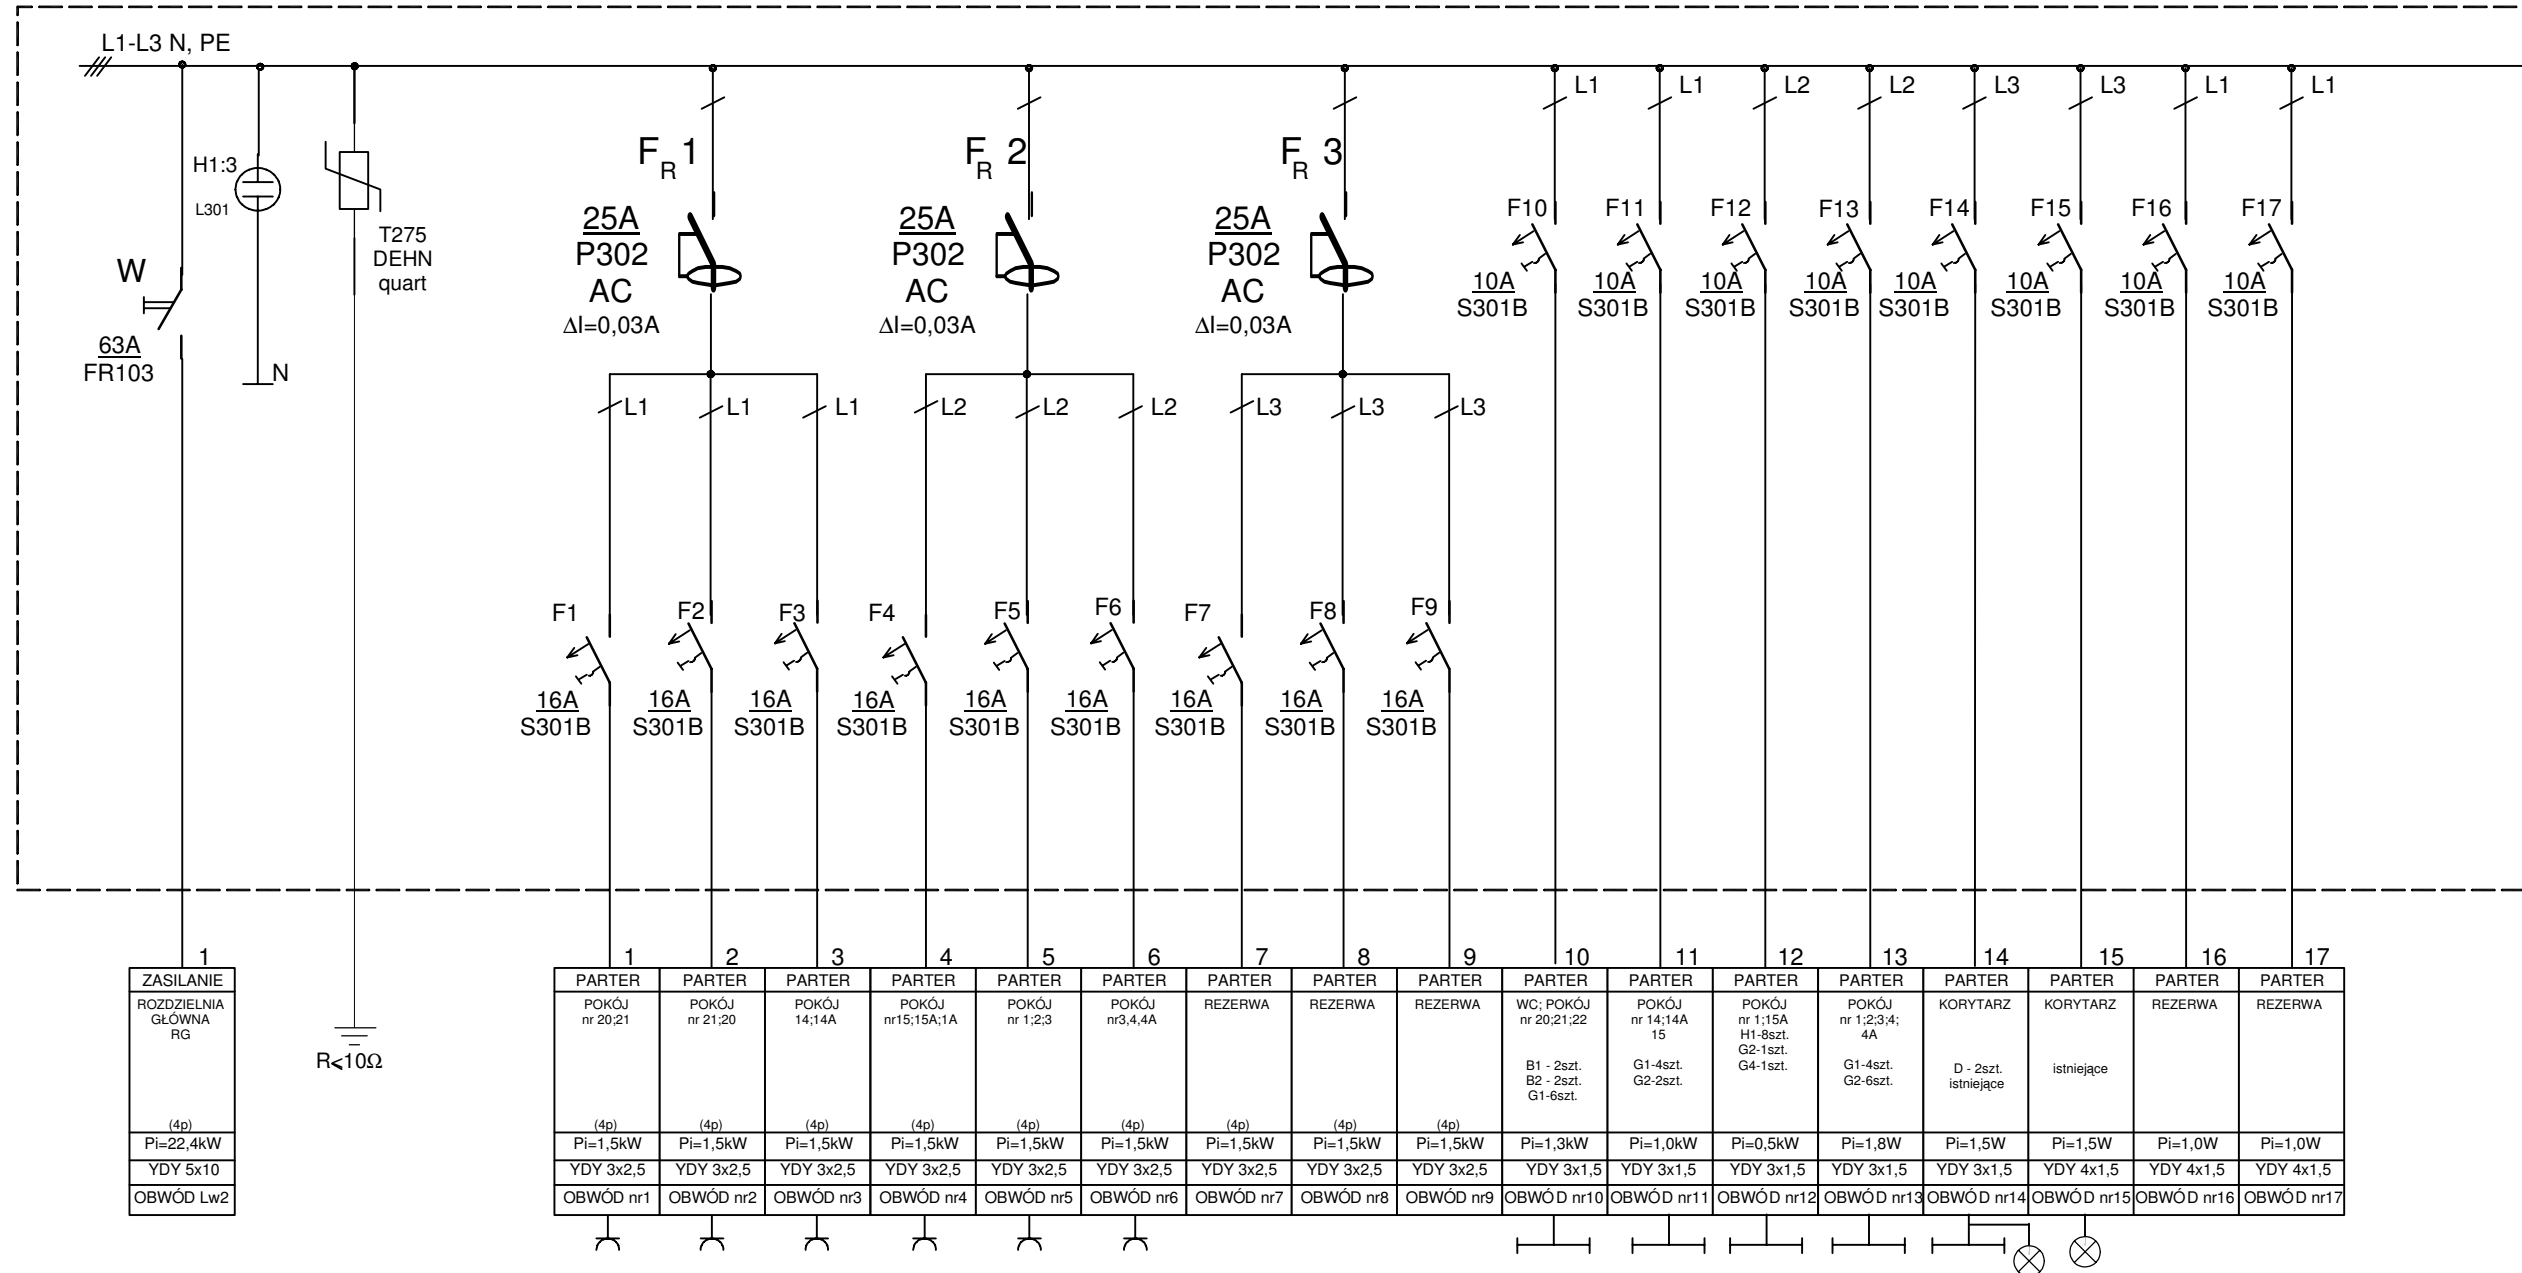 L1-L3 N, PE
L1 L1 L2 L2 L3 L3 L1 L1
H1:3
L301
T275
DEHN
quart
W
63A
FR103
N
FR 1
25A
P302
AC
ΔI=0,03A
FR 2
25A
P302
AC
ΔI=0,03A
FR 3
25A
P302
AC
ΔI=0,03A
F10 F11 F12 F13 F14 F15 F16 F17
10A 10A 10A 10A 10A 10A 10A 10A
S301B S301B S301B S301B S301B S301B S301B S301B
L1 L1 L1 L2 L2 L2 L3 L3 L3
F1 F2 F3 F4 F5 F6 F7 F8 F9
16A 16A 16A 16A 16A 16A 16A 16A 16A
S301B S301B S301B S301B S301B S301B S301B S301B S301B
1
ZASILANIE
ROZDZIELNIA
GŁÓWNA
RG
(4p)
Pi=22,4kW
YDY 5x10
OBWÓD Lw2
R⩽10Ω
1
PARTER
POKÓJ
nr 20;21
(4p)
Pi=1,5kW
YDY 3x2,5
OBWÓD nr1
2
PARTER
POKÓJ
nr 21;20
(4p)
Pi=1,5kW
YDY 3x2,5
OBWÓD nr2
3
PARTER
POKÓJ
14;14A
(4p)
Pi=1,5kW
YDY 3x2,5
OBWÓD nr3
4
PARTER
POKÓJ
nr15;15A;1A
(4p)
Pi=1,5kW
YDY 3x2,5
OBWÓD nr4
5
PARTER
POKÓJ
nr 1;2;3
(4p)
Pi=1,5kW
YDY 3x2,5
OBWÓD nr5
6
PARTER
POKÓJ
nr3,4,4A
(4p)
Pi=1,5kW
YDY 3x2,5
OBWÓD nr6
7
PARTER
REZERWA
(4p)
Pi=1,5kW
YDY 3x2,5
OBWÓD nr7
8
PARTER
REZERWA
(4p)
Pi=1,5kW
YDY 3x2,5
OBWÓD nr8
9
PARTER
REZERWA
(4p)
Pi=1,5kW
YDY 3x2,5
OBWÓD nr9
10
PARTER
WC; POKÓJ
nr 20;21;22
B1 - 2szt.
B2 - 2szt.
G1-6szt.
Pi=1,3kW
YDY 3x1,5
OBWÓD nr10
11
PARTER
POKÓJ
nr 14;14A
15
G1-4szt.
G2-2szt.
Pi=1,0kW
YDY 3x1,5
OBWÓD nr11
12
PARTER
POKÓJ
nr 1;15A
H1-8szt.
G2-1szt.
G4-1szt.
Pi=0,5kW
YDY 3x1,5
OBWÓD nr12
13
PARTER
POKÓJ
nr 1;2;3;4;
4A
G1-4szt.
G2-6szt.
Pi=1,8W
YDY 3x1,5
OBWÓD nr13
14
PARTER
KORYTARZ
D - 2szt.
istniejące
Pi=1,5W
YDY 3x1,5
OBWÓD nr14
15
PARTER
KORYTARZ
istniejące
Pi=1,5W
YDY 4x1,5
OBWÓD nr15
16
PARTER
REZERWA
Pi=1,0W
YDY 4x1,5
OBWÓD nr16
17
PARTER
REZERWA
Pi=1,0W
YDY 4x1,5
OBWÓD nr17